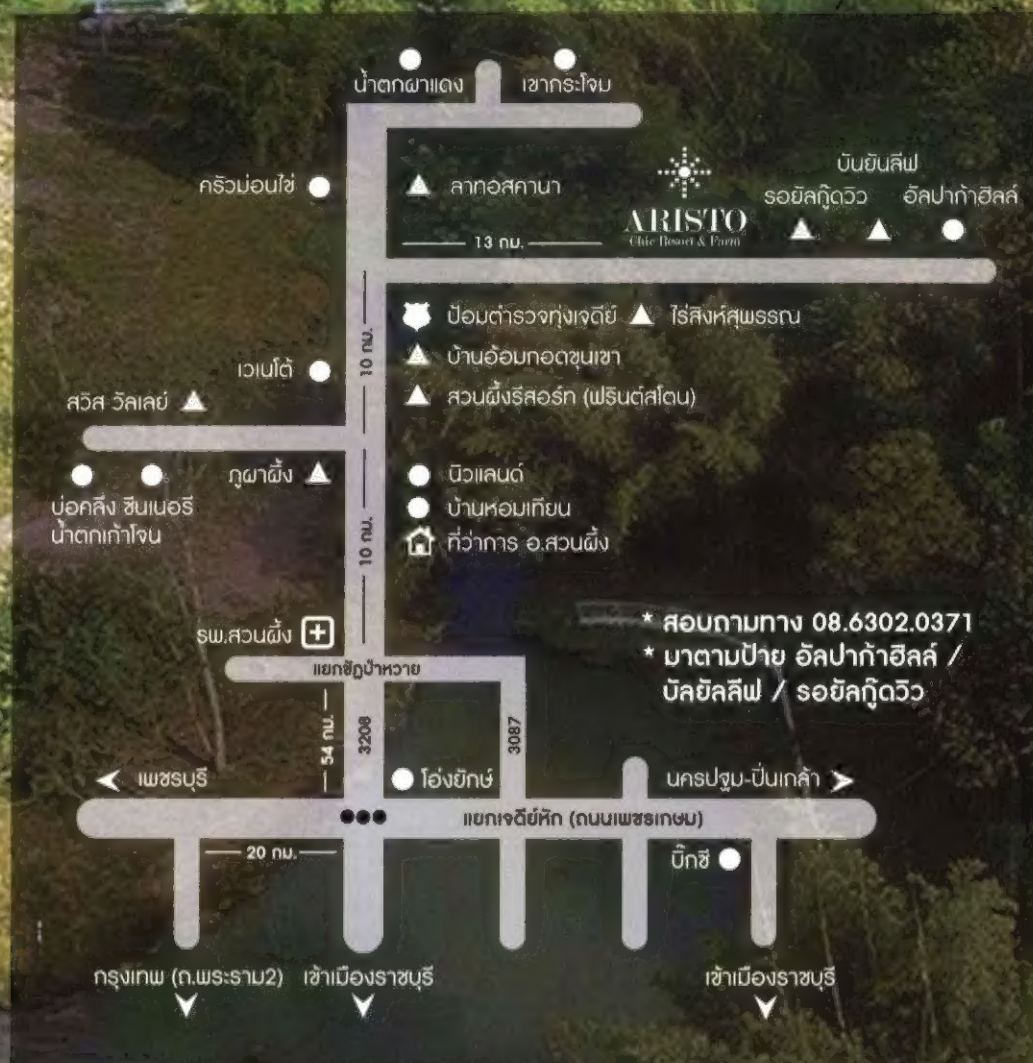 น้ำตกผาแดง เขากระโจม
ครัวม่อนไข่
ลาทอสคานา
บันยันลีฟ
รอยัลกู๊ดวิว อัลปาก้าฮิลล์
ARISTO
Chic Resort & Farm
13 กม.
10 กม.
ป้อมตำรวจทุ่งเจดีย์ ไร่สิงห์สุพรรณ
บ้านอ้อมกอดขุนเขา
สวนผึ้งรีสอร์ท (ฟรินต์สโตน)
เวเนโต้
สวิส วัลเลย์
ภูผาผึ้ง
บ่อคลึง ซีนเนอรี
น้ำตกเก้าโจน
นิวแลนด์
บ้านหอมเทียน
ที่ว่าการ อ.สวนผึ้ง
10 กม.
* สอบถามทาง 08.6302.0371
* มาตามป้าย อัลปาก้าฮิลล์ /
บัลยัลลีฟ / รอยัลกู๊ดวิว
รพ.สวนผึ้ง
แยกชัฎป่าหวาย
54 กม.
3208
3087
เพชรบุรี
โอ่งยักษ์
นครปฐม-ปิ่นเกล้า
แยกเจดีย์หัก (ถนนเพชรเกษม)
20 กม.
บิ๊กซี
กรุงเทพ (ถ.พระราม2) เข้าเมืองราชบุรี
เข้าเมืองราชบุรี